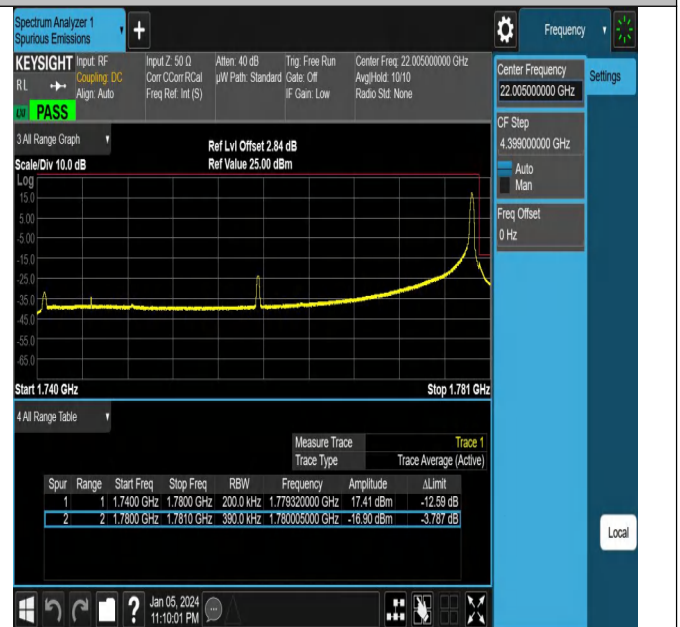 Spectrum Analyzer 1
Spurious Emissions
+
Frequency
KEYSIGHT Input: RF Input Z: 50 Ω Atten: 40 dB Trig: Free Run Center Freq: 22.005000000 GHz
RL Coupling: DC Corr CCorr RCal µW Path: Standard Gate: Off Avg|Hold: 10/10
Align: Auto Freq Ref: Int (S) IF Gain: Low Radio Std: None
PASS
Center Frequency
22.005000000 GHz
Settings
CF Step
4.399000000 GHz
Auto
Man
Freq Offset
0 Hz
3 All Range Graph
Ref Lvl Offset 2.84 dB
Scale/Div 10.0 dB Ref Value 25.00 dBm
Log
15.0
5.00
-5.00
-15.0
-25.0
-35.0
-45.0
-55.0
-65.0
Start 1.740 GHz Stop 1.781 GHz
4 All Range Table
Measure Trace Trace 1
Trace Type Trace Average (Active)
Spur Range Start Freq Stop Freq RBW Frequency Amplitude ΔLimit
1 1 1.7400 GHz 1.7800 GHz 200.0 kHz 1.779320000 GHz 17.41 dBm -12.59 dB
2 2 1.7800 GHz 1.7810 GHz 390.0 kHz 1.780005000 GHz -16.90 dBm -3.787 dB
Local
? Jan 05, 2024
11:10:01 PM